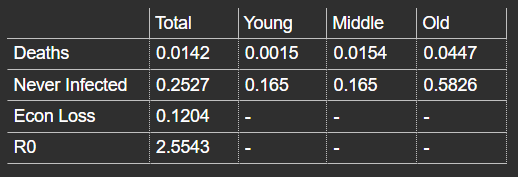 Total Young Middle Old
Deaths 0.0142 0.0015 0.0154 0.0447
Never Infected 0.2527 0.165 0.165 0.5826
Econ Loss 0.1204 - - -
R0 2.5543 - - -